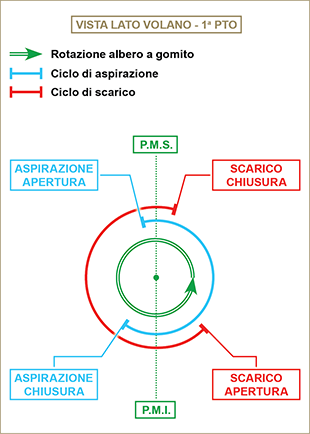 VISTA LATO VOLANO - 1ª PTO
Rotazione albero a gomito
Ciclo di aspirazione
Ciclo di scarico
P.M.S.
ASPIRAZIONE
APERTURA
SCARICO
CHIUSURA
ASPIRAZIONE
CHIUSURA
SCARICO
APERTURA
P.M.I.